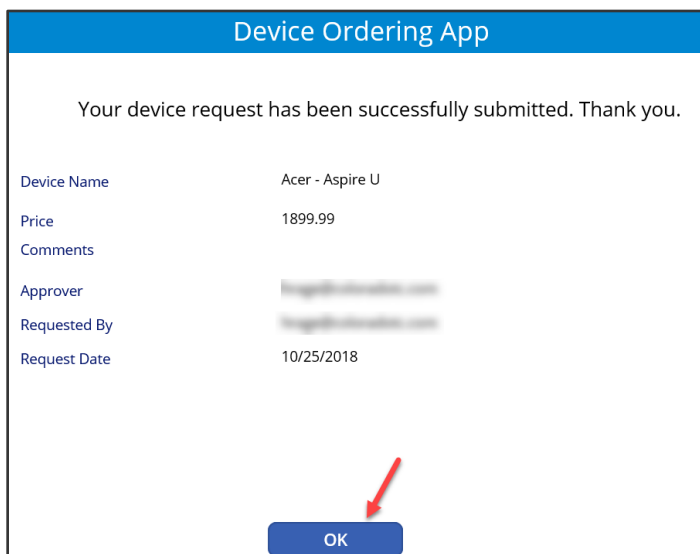 Device Ordering App
Your device request has been successfully submitted. Thank you.
Device Name Acer - Aspire U
Price 1899.99
Comments
Approver
Requested By
Request Date 10/25/2018
OK